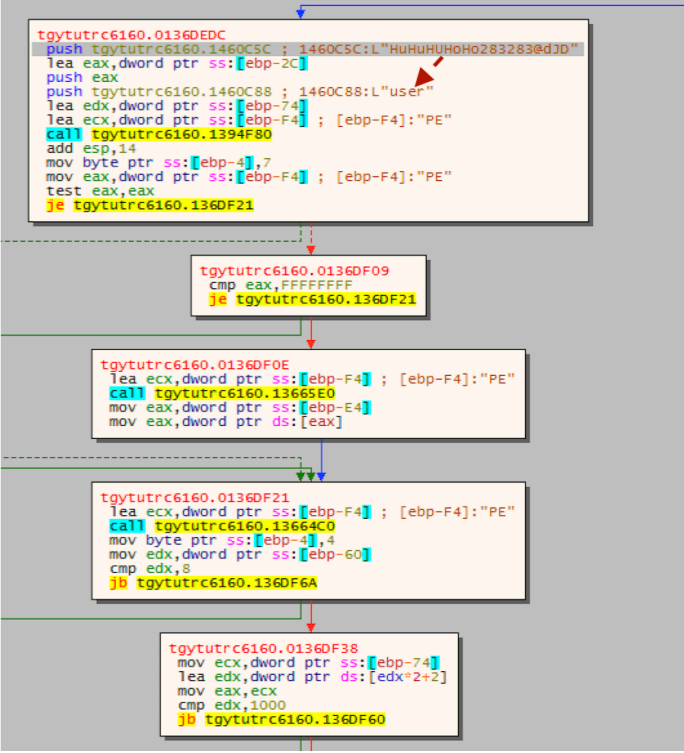 tgytutrc6160.0136DEDC
push tgytutrc6160.1460C5C ; 1460C5C:L"HuHuHUHoHo283283@dJD"
lea eax,dword ptr ss:[ebp-2C]
push eax
push tgytutrc6160.1460C88 ; 1460C88:L"user"
lea edx,dword ptr ss:[ebp-74]
lea ecx,dword ptr ss:[ebp-F4] ; [ebp-F4]:"PE"
call tgytutrc6160.1394F80
add esp,14
mov byte ptr ss:[ebp-4],7
mov eax,dword ptr ss:[ebp-F4] ; [ebp-F4]:"PE"
test eax,eax
je tgytutrc6160.136DF21
tgytutrc6160.0136DF09
cmp eax,FFFFFFFF
je tgytutrc6160.136DF21
tgytutrc6160.0136DF0E
lea ecx,dword ptr ss:[ebp-F4] ; [ebp-F4]:"PE"
call tgytutrc6160.13665E0
mov eax,dword ptr ss:[ebp-E4]
mov eax,dword ptr ds:[eax]
tgytutrc6160.0136DF21
lea ecx,dword ptr ss:[ebp-F4] ; [ebp-F4]:"PE"
call tgytutrc6160.13664C0
mov byte ptr ss:[ebp-4],4
mov edx,dword ptr ss:[ebp-60]
cmp edx,8
jb tgytutrc6160.136DF6A
tgytutrc6160.0136DF38
mov ecx,dword ptr ss:[ebp-74]
lea edx,dword ptr ds:[edx*2+2]
mov eax,ecx
cmp edx,1000
jb tgytutrc6160.136DF60